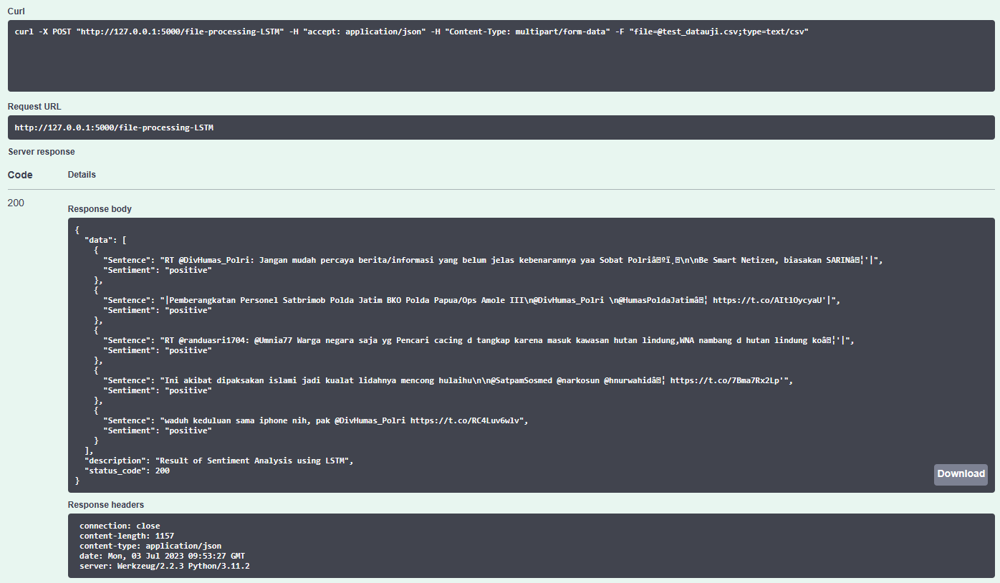 Curl
curl -X POST "http://127.0.0.1:5000/file-processing-LSTM" -H "accept: application/json" -H "Content-Type: multipart/form-data" -F "file=@test_datauji.csv;type=text/csv"
Request URL
http://127.0.0.1:5000/file-processing-LSTM
Server response
Code Details
200
Response body
{
  "data": [
    {
      "Sentence": "RT @DivHumas_Polri: Jangan mudah percaya berita/informasi yang belum jelas kebenarannya yaa Sobat Polriâ�ºï¸�\n\nBe Smart Netizen, biasakan SARINâ�¦'|",
      "Sentiment": "positive"
    },
    {
      "Sentence": "|Pemberangkatan Personel Satbrimob Polda Jatim BKO Polda Papua/Ops Amole III\n@DivHumas_Polri \n@HumasPoldaJatimâ�¦ https://t.co/AItlOycyaU'|",
      "Sentiment": "positive"
    },
    {
      "Sentence": "RT @randuasri1704: @Umnia77 Warga negara saja yg Pencari cacing d tangkap karena masuk kawasan hutan lindung,WNA nambang d hutan lindung koâ�¦'|",
      "Sentiment": "positive"
    },
    {
      "Sentence": "Ini akibat dipaksakan islami jadi kualat lidahnya mencong hulaihu\n\n@SatpamSosmed @narkosun @hnurwahidâ�¦ https://t.co/7Bma7Rx2Lp'",
      "Sentiment": "positive"
    },
    {
      "Sentence": "waduh keduluan sama iphone nih, pak @DivHumas_Polri https://t.co/RC4Luv6wlv",
      "Sentiment": "positive"
    }
  ],
  "description": "Result of Sentiment Analysis using LSTM",
  "status_code": 200
}
Download
Response headers
connection: close
content-length: 1157
content-type: application/json
date: Mon, 03 Jul 2023 09:53:27 GMT
server: Werkzeug/2.2.3 Python/3.11.2